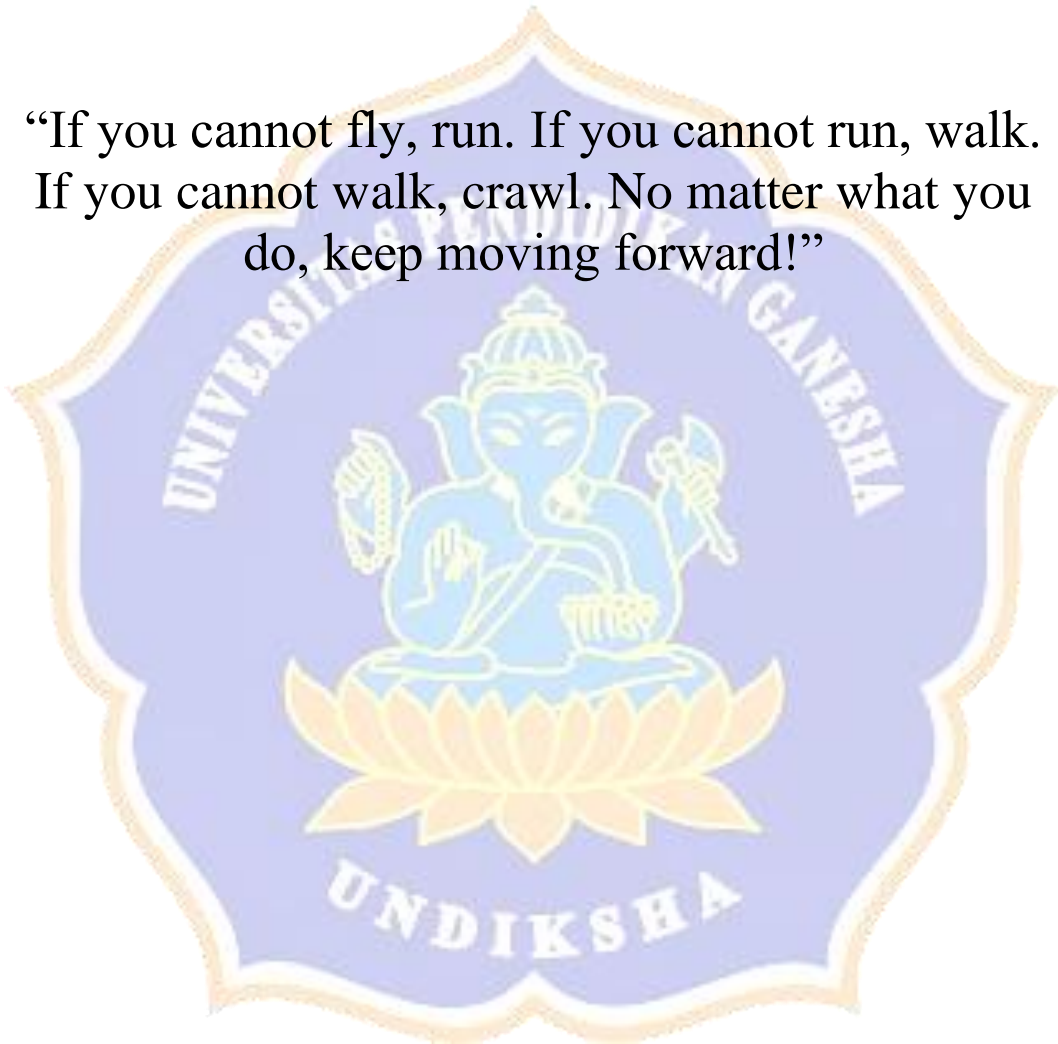 “If you cannot fly, run. If you cannot run, walk.
If you cannot walk, crawl. No matter what you
do, keep moving forward!”
UNIVERSITAS PENDIDIKAN GANESHA
UNDIKSHA